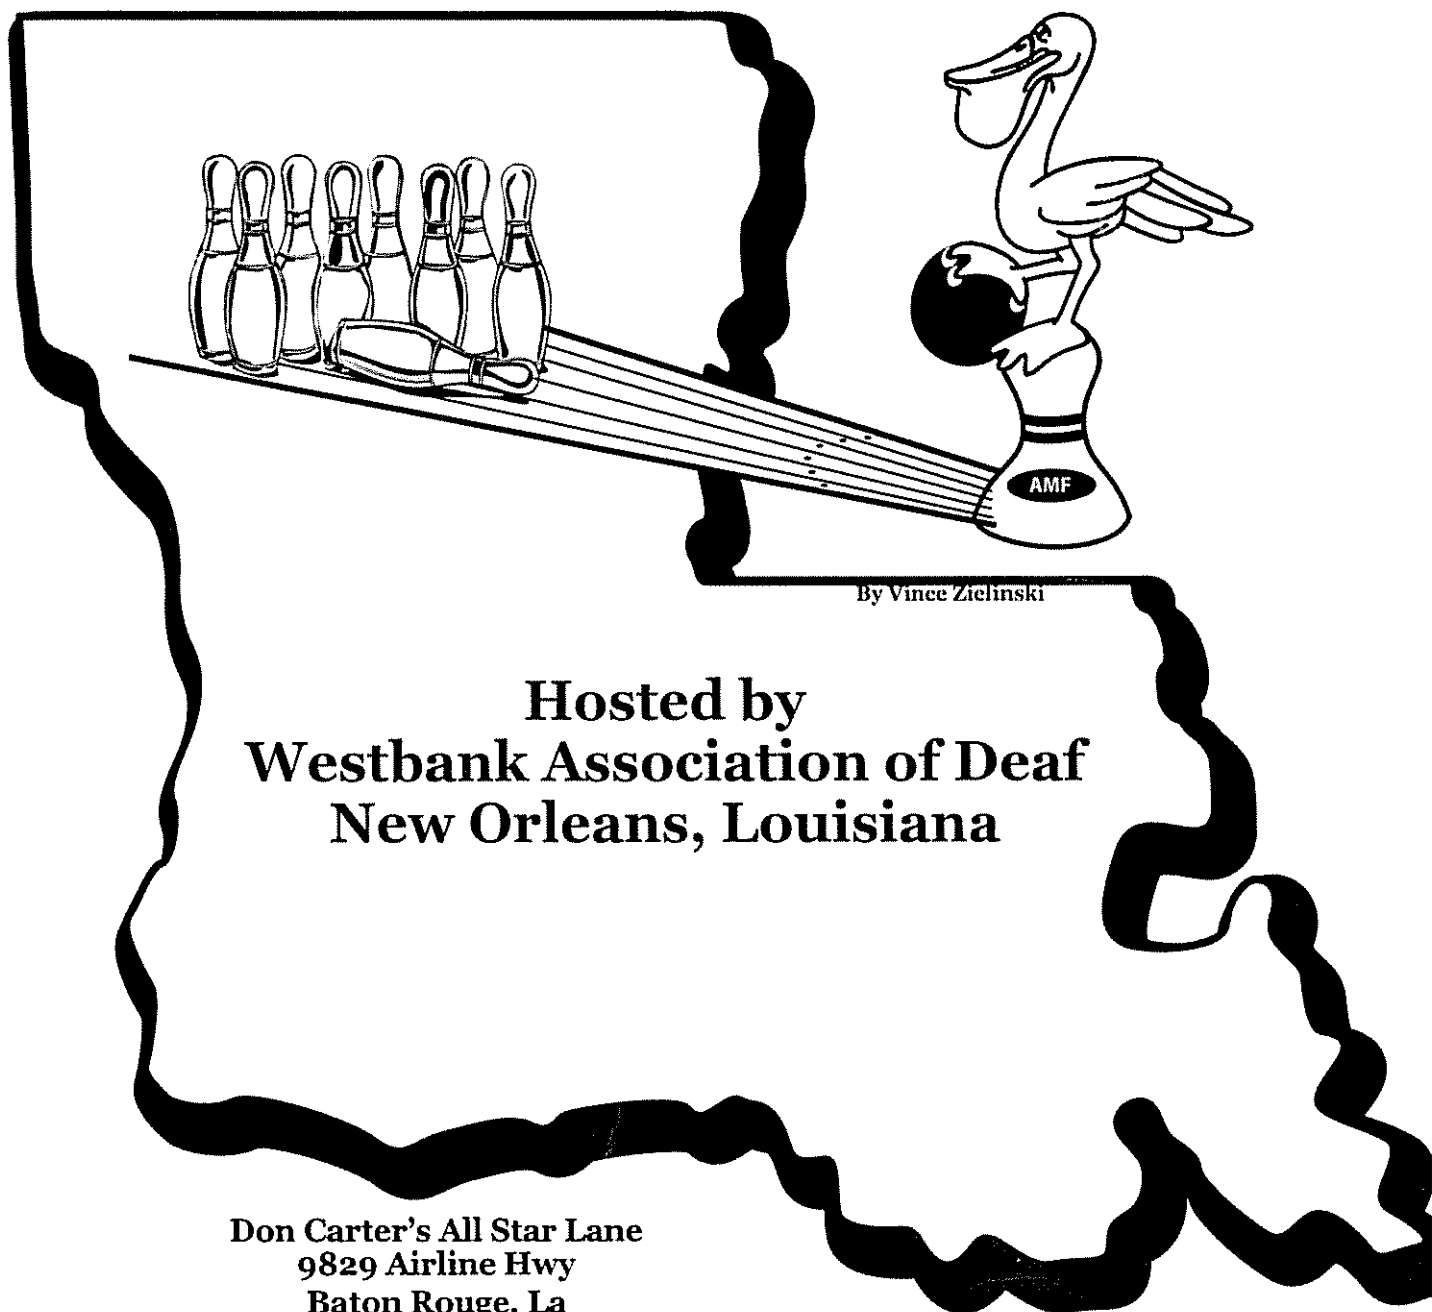 AMF
By Vince Zielinski
Hosted by
Westbank Association of Deaf
New Orleans, Louisiana
Don Carter's All Star Lane
9829 Airline Hwy
Baton Rouge, La